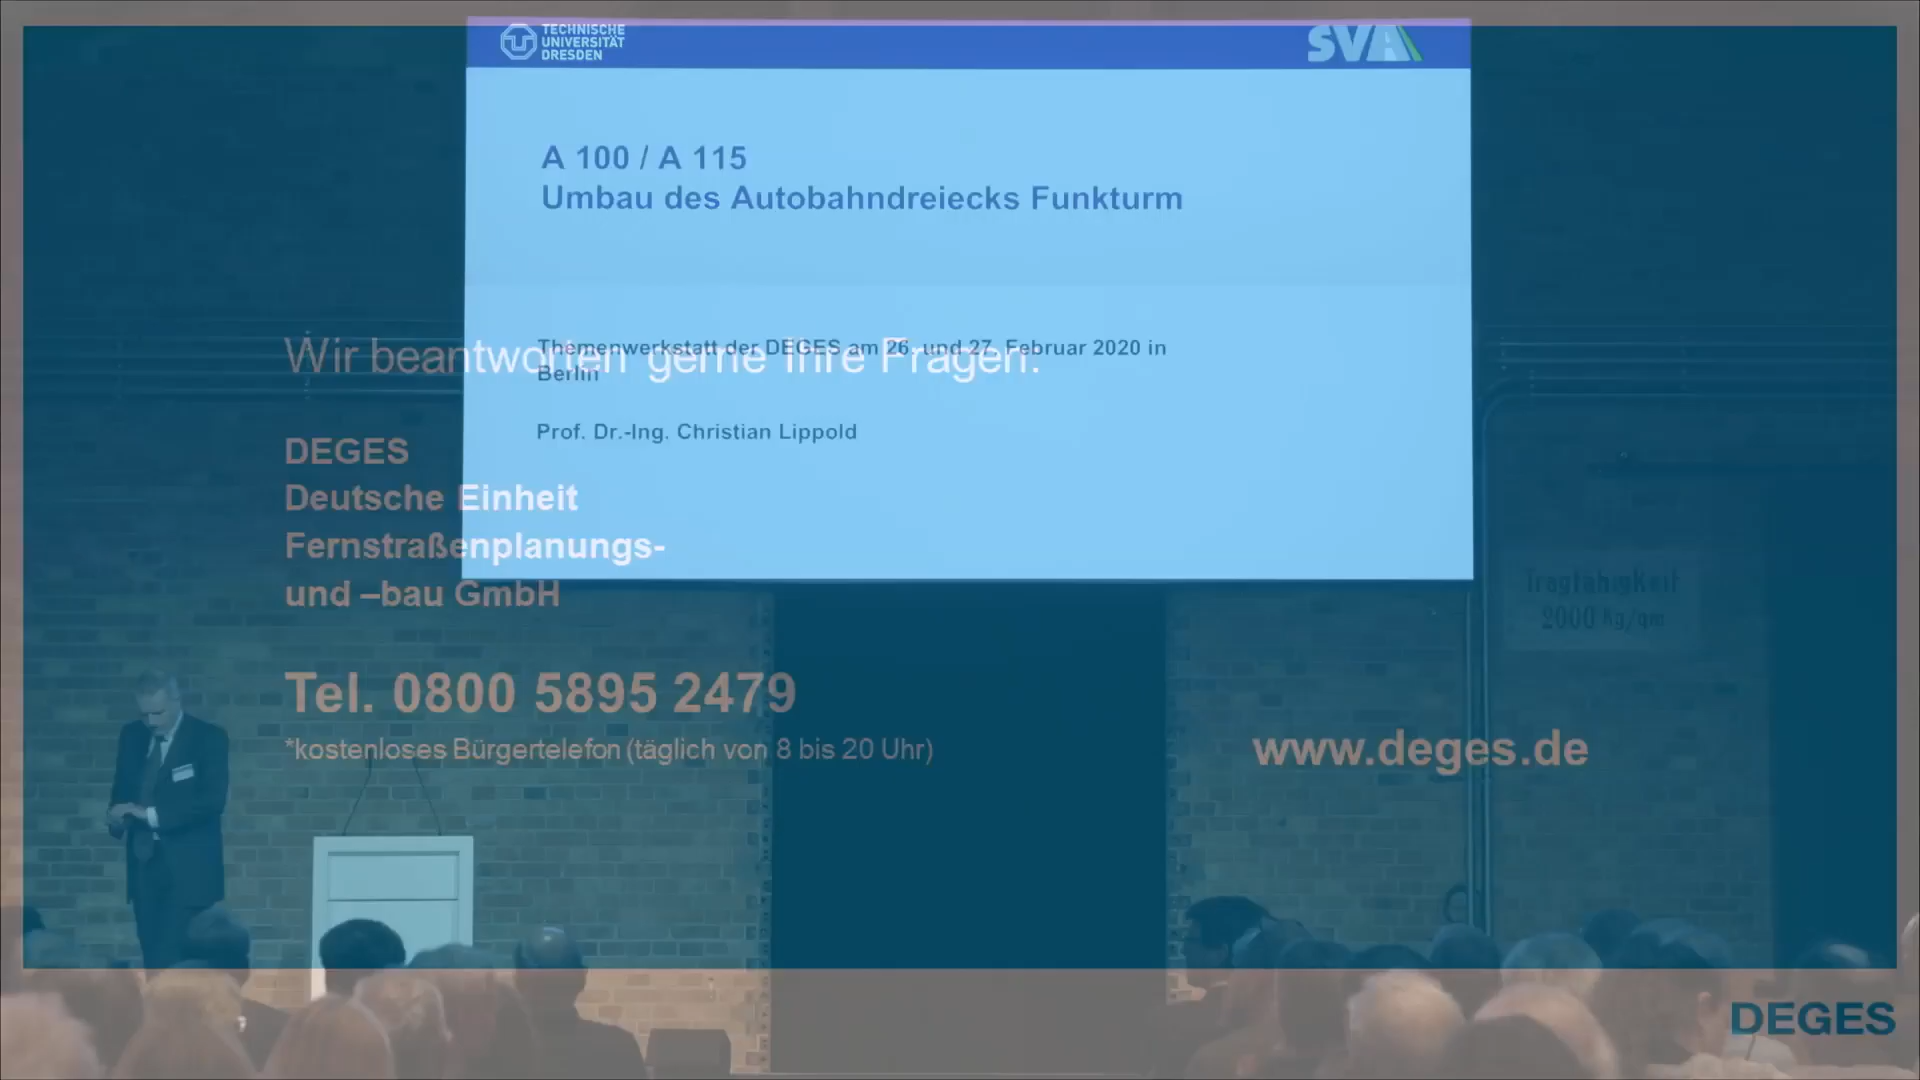 TECHNISCHE
UNIVERSITÄT
DRESDEN
SVA
A 100 / A 115
Umbau des Autobahndreiecks Funkturm
Themenwerkstatt der DEGES am 26. und 27. Februar 2020 in
Berlin
Prof. Dr.-Ing. Christian Lippold
Wir beantworten gerne Ihre Fragen:
DEGES
Deutsche Einheit
Fernstraßenplanungs-
und –bau GmbH
Tel. 0800 5895 2479
*kostenloses Bürgertelefon (täglich von 8 bis 20 Uhr)
www.deges.de
Tragfähigkeit
2000 kg/qm
DEGES